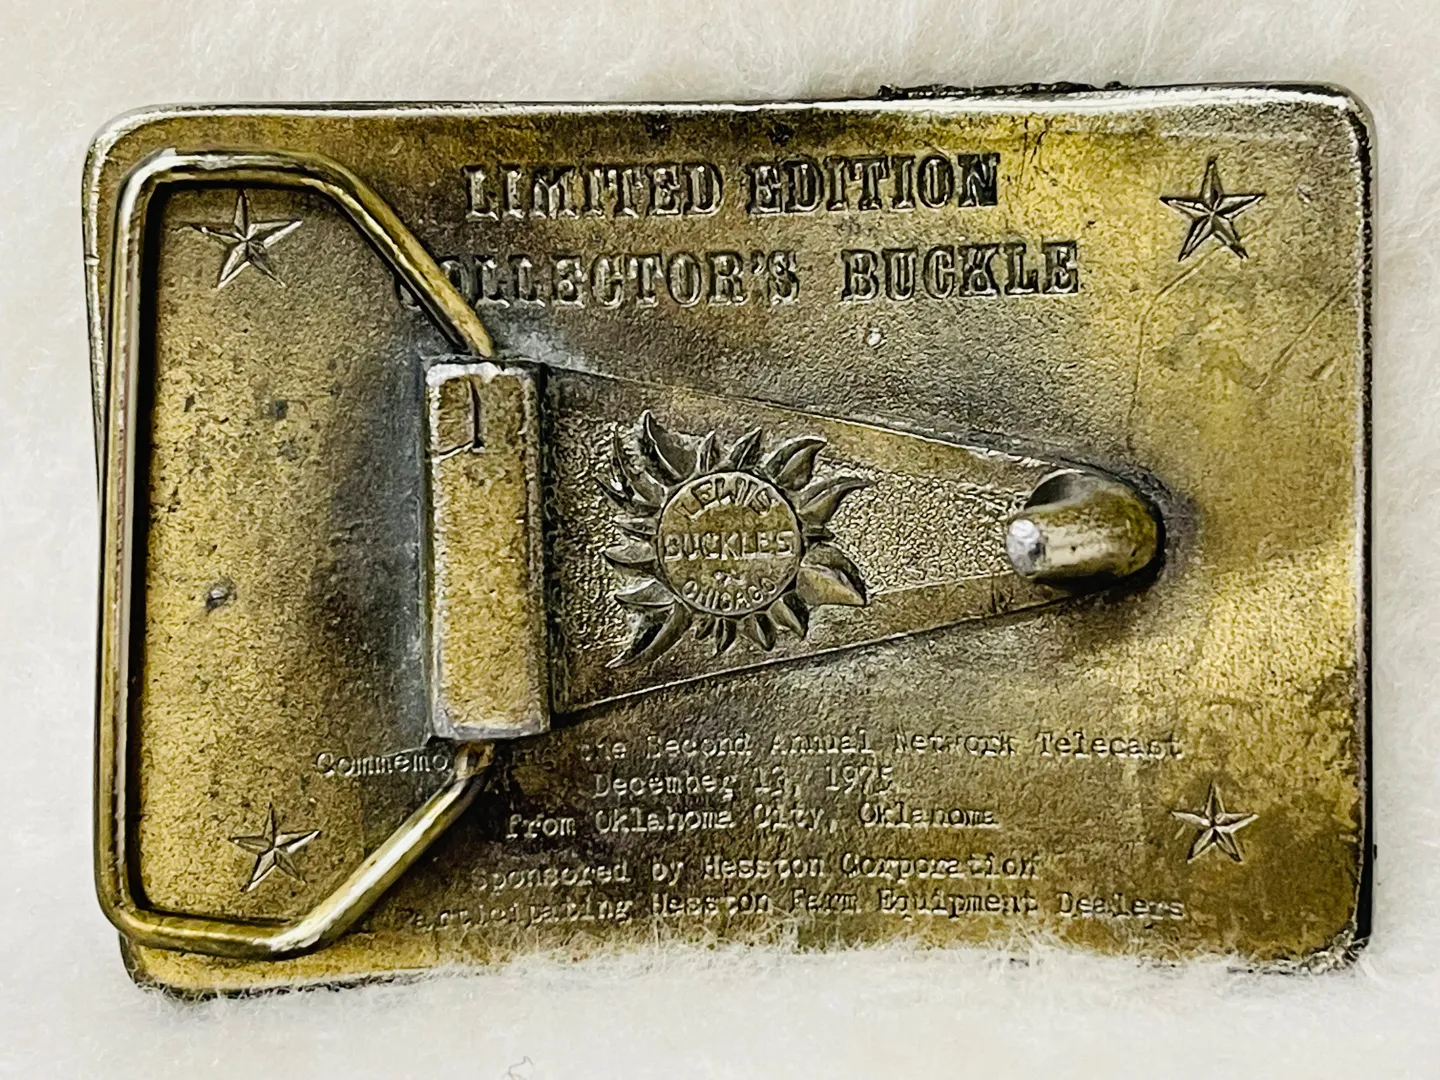 LIMITED EDITION
COLLECTOR'S BUCKLE
LEWIS
BUCKLES
CHICAGO
Commemo the Second Annual Network Telecast
December 13, 1975
from Oklahoma City, Oklahoma
Sponsored by Hesston Corporation
Participating Hesston Farm Equipment Dealers